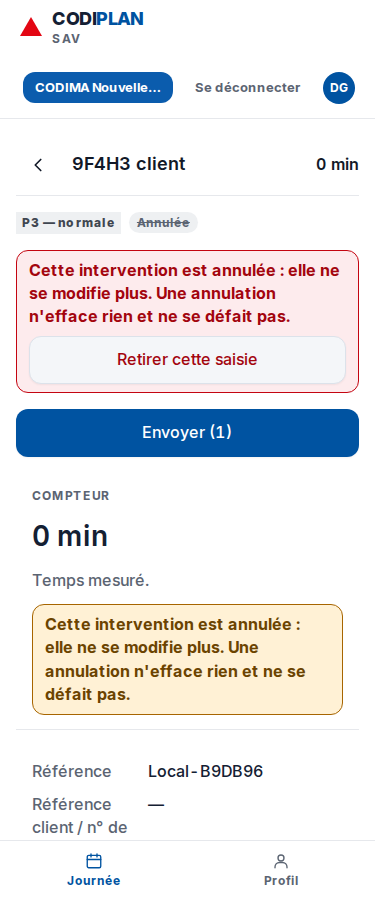 CODIPLAN
SAV
CODIMA Nouvelle...
Se déconnecter
DG
9F4H3 client
0 min
P3 — normale
Annulée
Cette intervention est annulée : elle ne
se modifie plus. Une annulation
n'efface rien et ne se défait pas.
Retirer cette saisie
Envoyer (1)
COMPTEUR
0 min
Temps mesuré.
Cette intervention est annulée :
elle ne se modifie plus. Une
annulation n'efface rien et ne se
défait pas.
Référence
Local-B9DB96
Référence
—
client / n° de
Journée
Profil